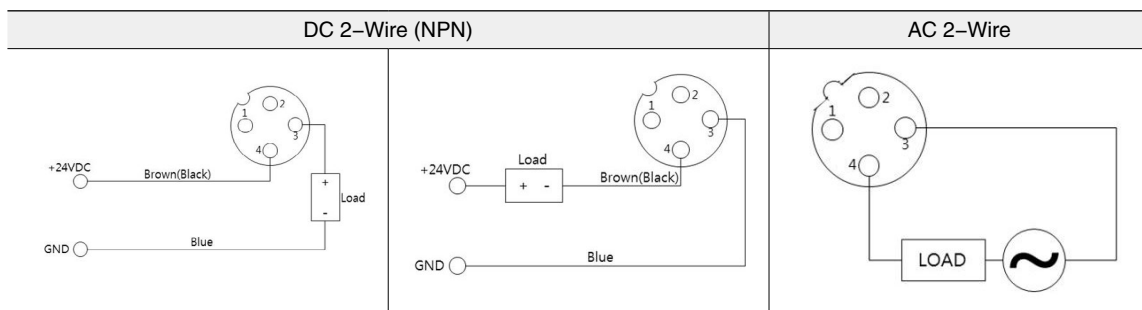 DC 2–Wire (NPN)
AC 2–Wire
2
1
3
4
+24VDC
Brown(Black)
+
-
Load
GND
Blue
2
1
3
4
Load
+24VDC
+ -
Brown(Black)
GND
Blue
2
1
3
4
LOAD